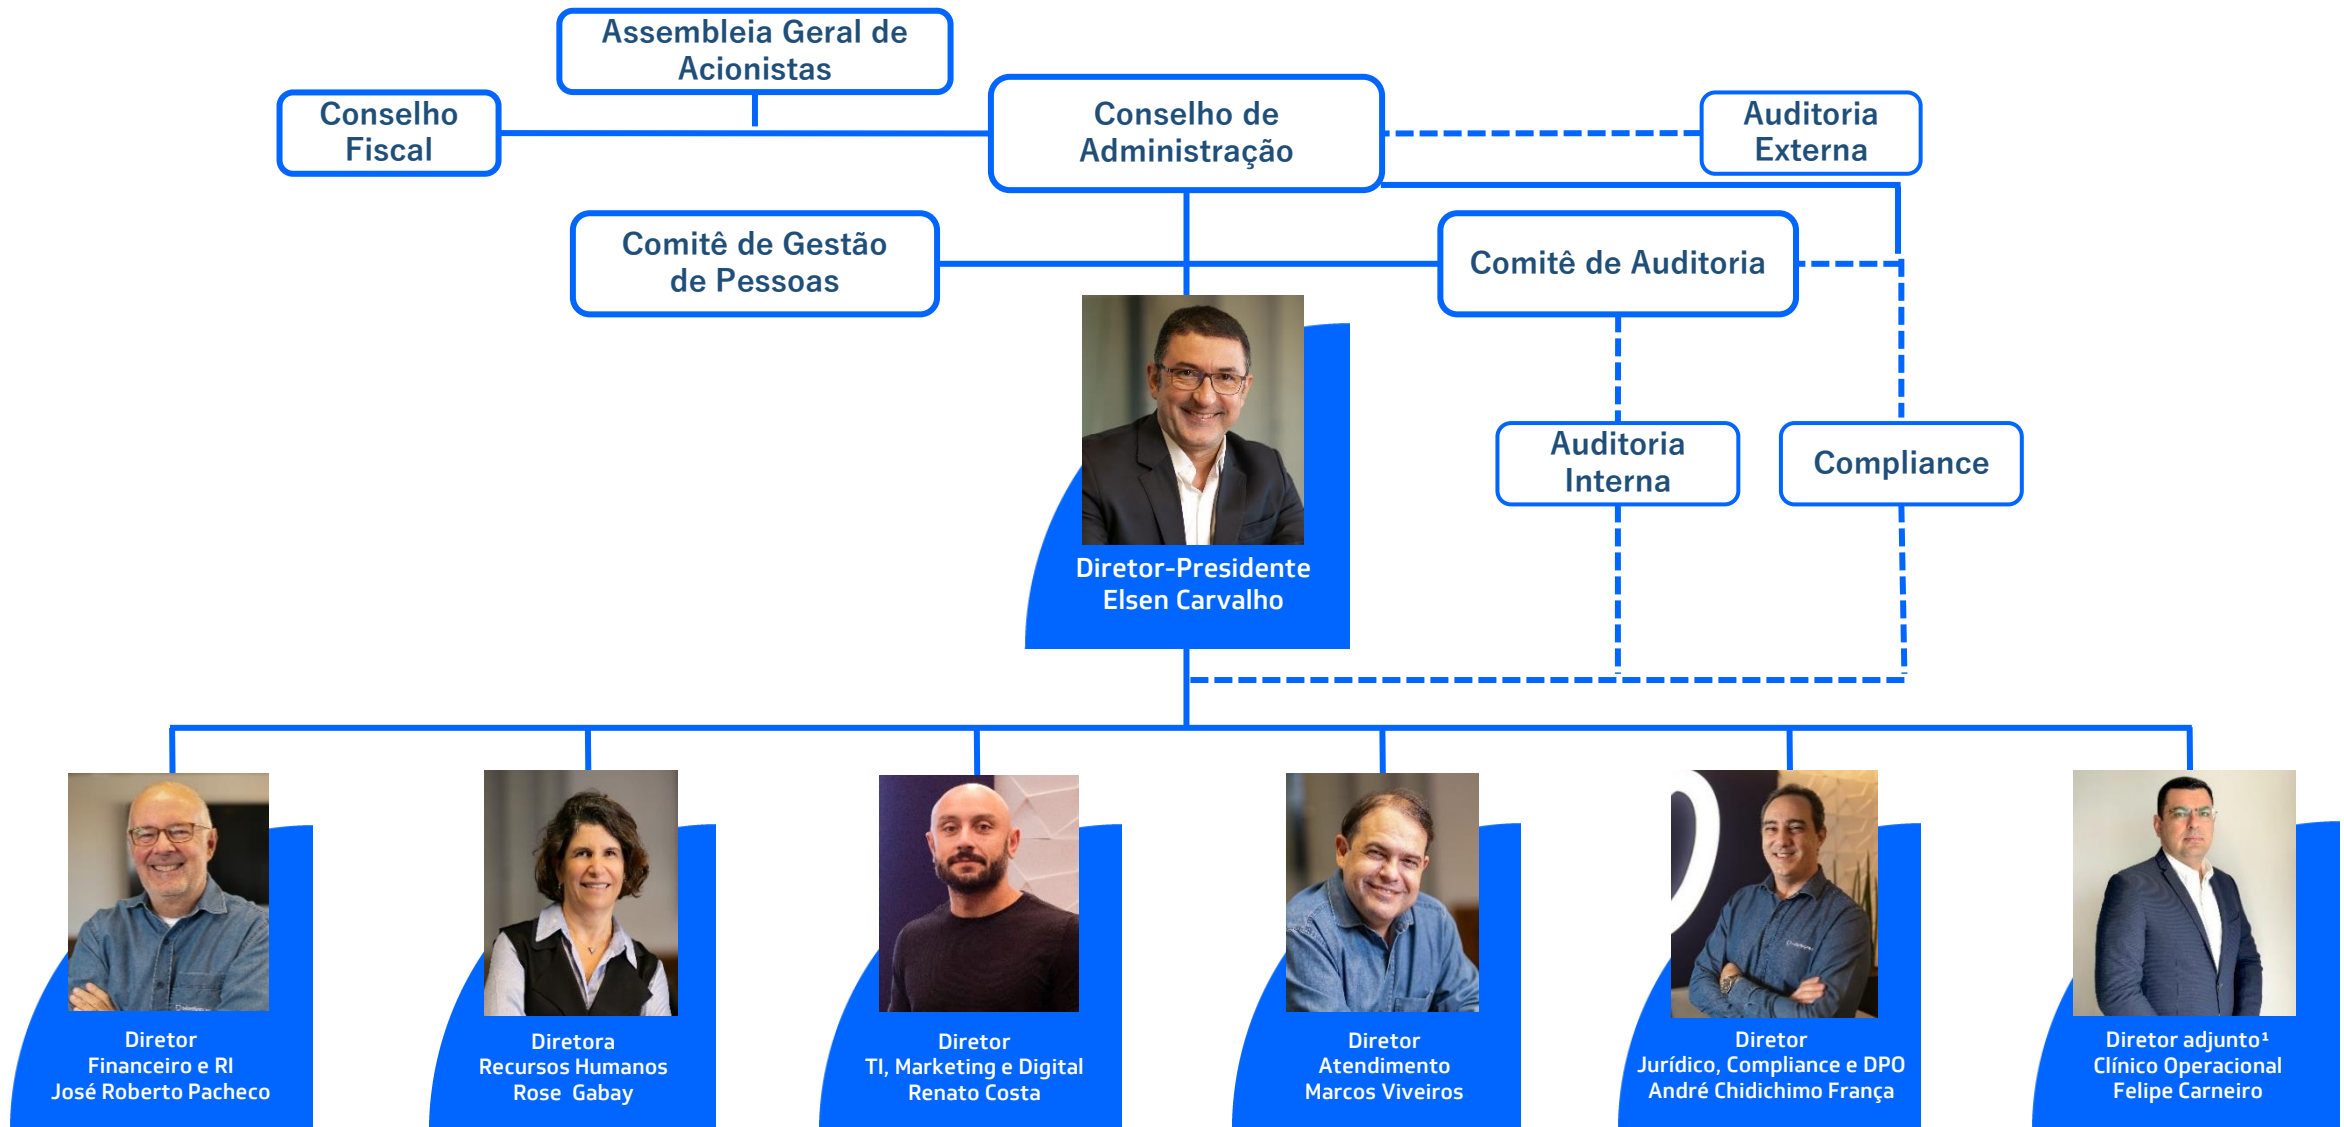 Assembleia Geral de
Acionistas
Conselho
Fiscal
Conselho de
Administração
Auditoria
Externa
Comitê de Gestão
de Pessoas
Comitê de Auditoria
Auditoria
Interna
Compliance
Diretor-Presidente
Elsen Carvalho
Diretor
Financeiro e RI
José Roberto Pacheco
Diretora
Recursos Humanos
Rose Gabay
Diretor
TI, Marketing e Digital
Renato Costa
Diretor
Atendimento
Marcos Viveiros
Diretor
Jurídico, Compliance e DPO
André Chidichimo França
Diretor adjunto¹
Clínico Operacional
Felipe Carneiro